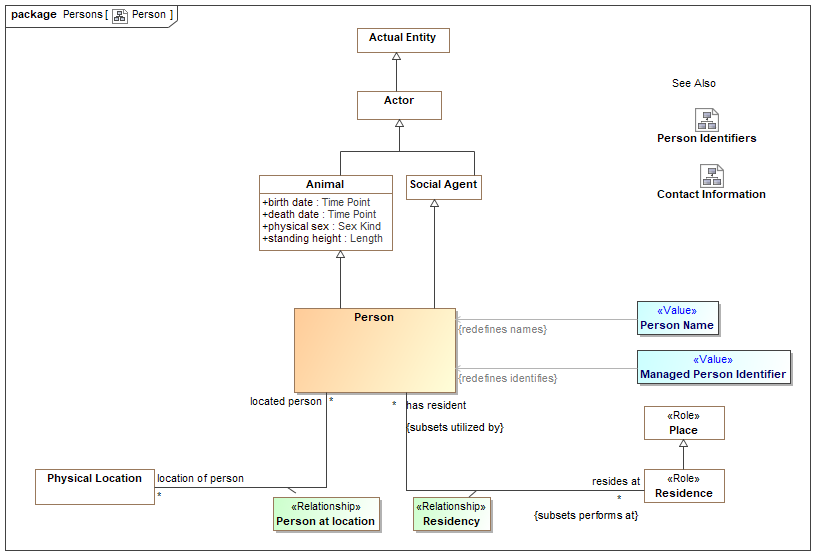 package Persons [ Person ]
Actual Entity
See Also
Actor
Person Identifiers
Animal
+birth date : Time Point
+death date : Time Point
+physical sex : Sex Kind
+standing height : Length
Social Agent
Contact Information
Person
«Value»
Person Name
{redefines names}
«Value»
Managed Person Identifier
{redefines identifies}
located person *
* has resident
{subsets utilized by}
«Role»
Place
Physical Location
location of person
*
resides at
*
{subsets performs at}
«Role»
Residence
«Relationship»
Person at location
«Relationship»
Residency